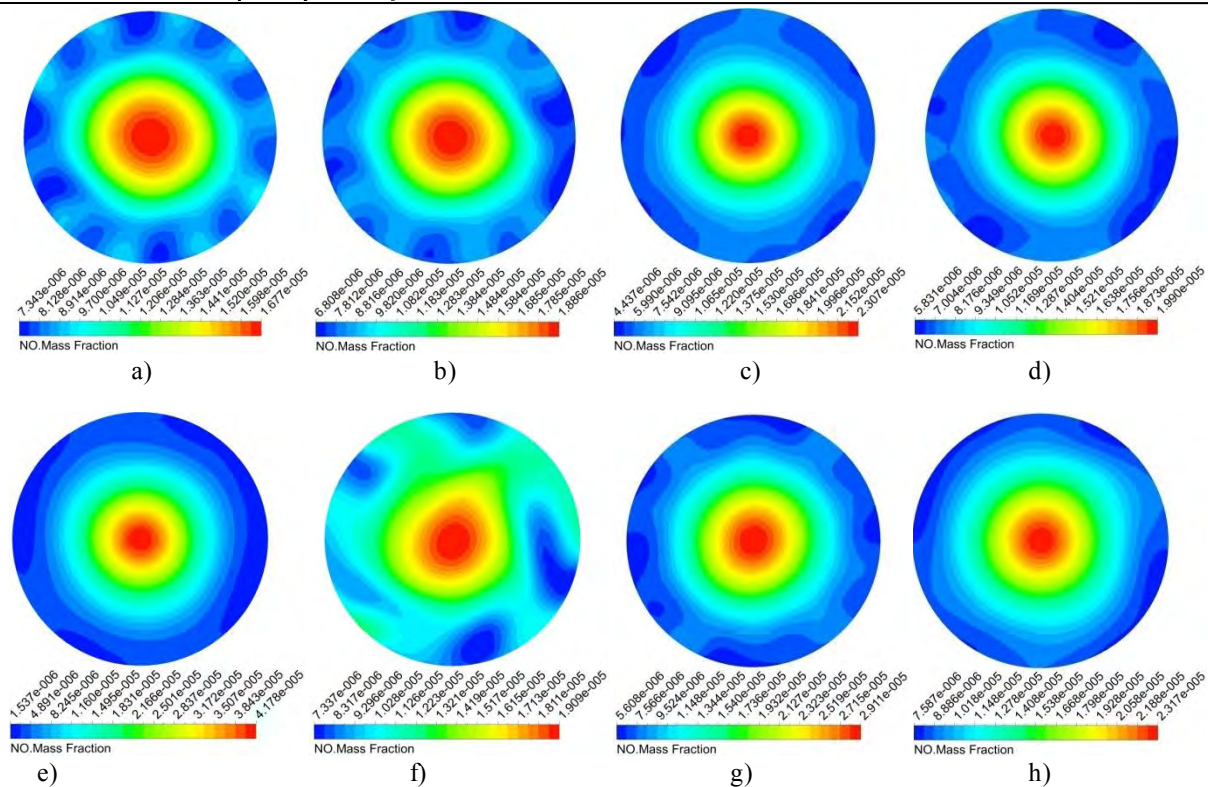 7.343e-006 8.128e-006 8.914e-006 9.700e-006 1.049e-005 1.127e-005 1.206e-005 1.284e-005 1.363e-005 1.441e-005 1.520e-005 1.598e-005 1.677e-005
NO.Mass Fraction
a)
6.808e-006 7.812e-006 8.816e-006 9.820e-006 1.082e-005 1.183e-005 1.283e-005 1.384e-005 1.484e-005 1.584e-005 1.685e-005 1.785e-005 1.886e-005
NO.Mass Fraction
b)
4.437e-006 5.990e-006 7.542e-006 9.095e-006 1.065e-005 1.220e-005 1.375e-005 1.530e-005 1.686e-005 1.841e-005 1.996e-005 2.152e-005 2.307e-005
NO.Mass Fraction
c)
5.831e-006 7.004e-006 8.176e-006 9.349e-006 1.052e-005 1.169e-005 1.287e-005 1.404e-005 1.521e-005 1.638e-005 1.756e-005 1.873e-005 1.990e-005
NO.Mass Fraction
d)
1.537e-006 4.891e-006 8.245e-006 1.160e-005 1.495e-005 1.831e-005 2.166e-005 2.501e-005 2.837e-005 3.172e-005 3.507e-005 3.843e-005 4.178e-005
NO.Mass Fraction
e)
7.337e-006 8.317e-006 9.296e-006 1.028e-005 1.126e-005 1.223e-005 1.321e-005 1.419e-005 1.517e-005 1.615e-005 1.713e-005 1.811e-005 1.909e-005
NO.Mass Fraction
f)
5.608e-006 7.566e-006 9.524e-006 1.148e-005 1.344e-005 1.540e-005 1.736e-005 1.932e-005 2.127e-005 2.323e-005 2.519e-005 2.715e-005 2.911e-005
NO.Mass Fraction
g)
7.587e-006 8.886e-006 1.018e-005 1.148e-005 1.278e-005 1.408e-005 1.538e-005 1.668e-005 1.798e-005 1.928e-005 2.058e-005 2.188e-005 2.317e-005
NO.Mass Fraction
h)